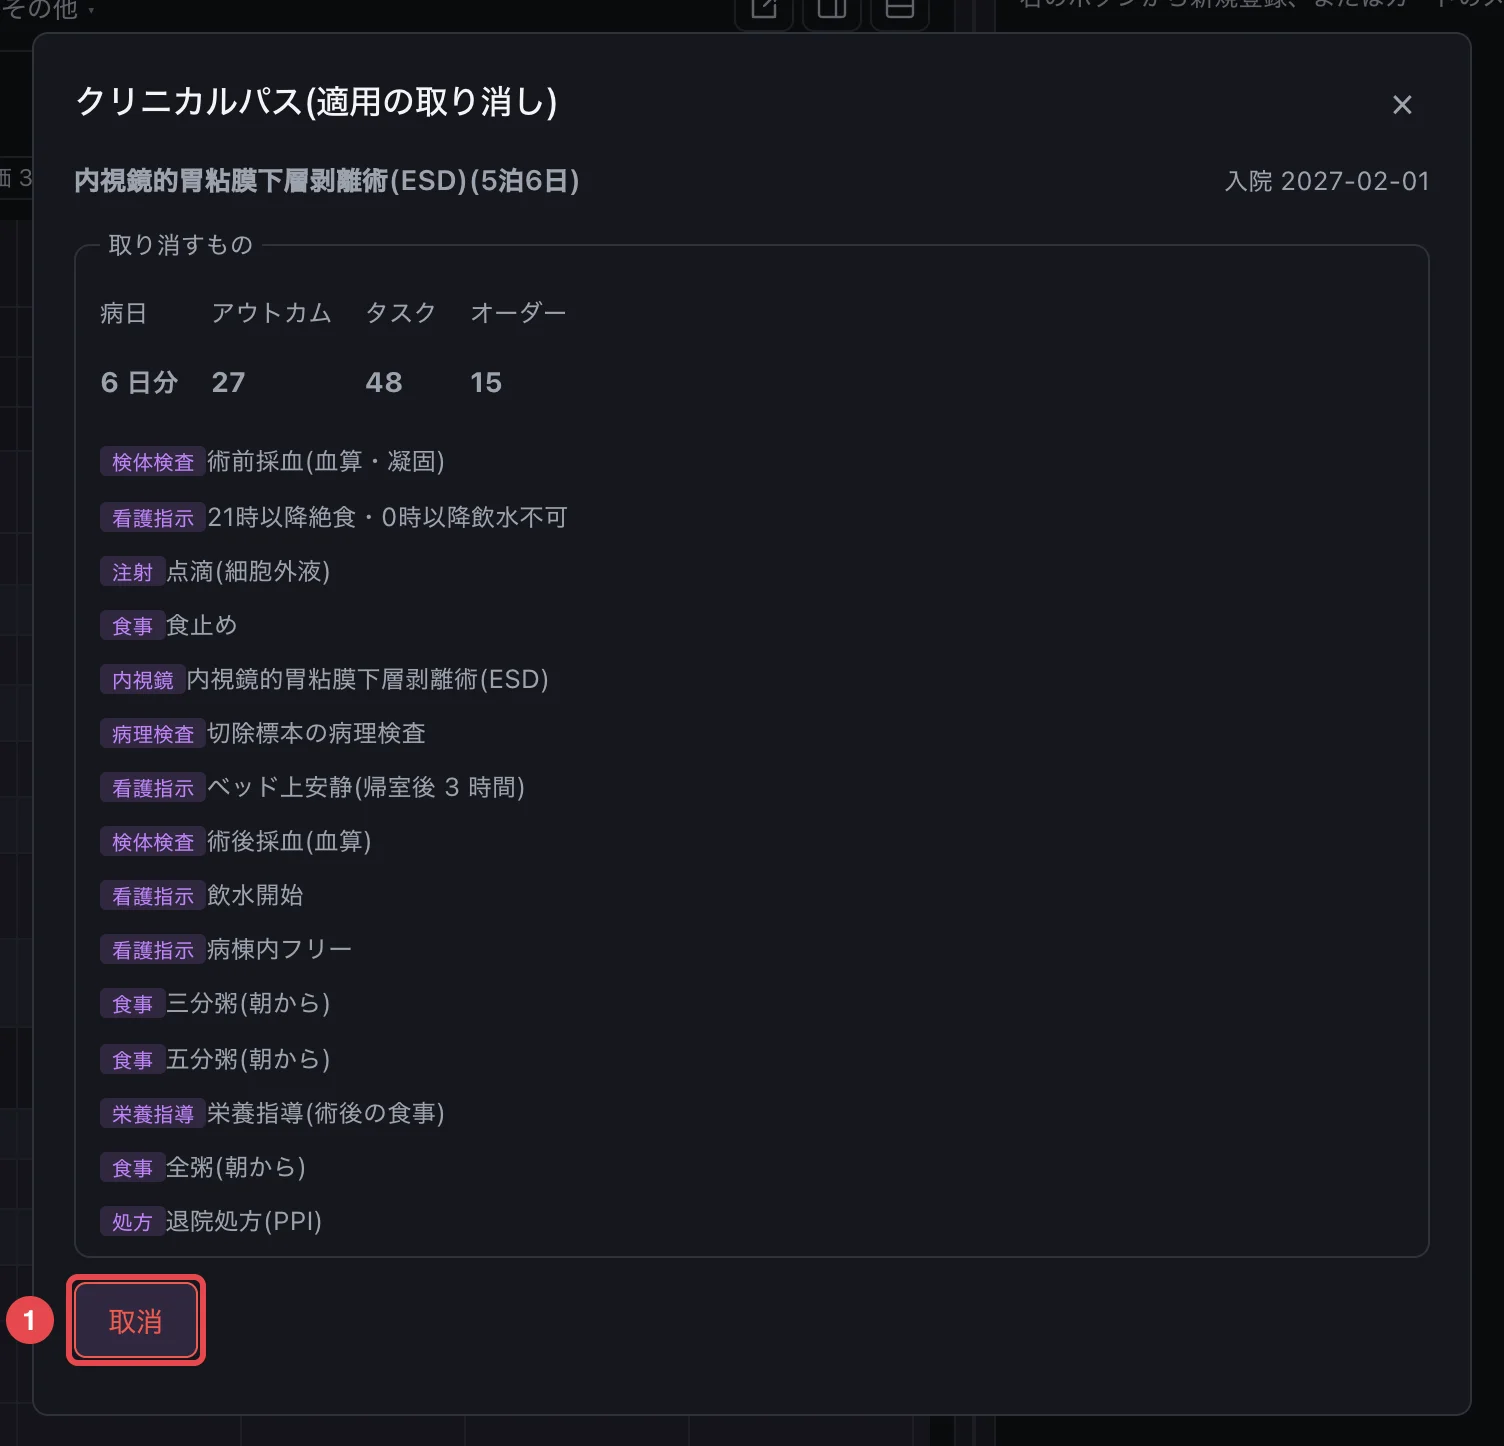 その他
クリニカルパス(適用の取り消し)
×
内視鏡的胃粘膜下層剥離術(ESD)(5泊6日)
入院 2027-02-01
価 3
取り消すもの
病日 アウトカム タスク オーダー
6 日分 27 48 15
検体検査 術前採血(血算・凝固)
看護指示 21時以降絶食・0時以降飲水不可
注射 点滴(細胞外液)
食事 食止め
内視鏡 内視鏡的胃粘膜下層剥離術(ESD)
病理検査 切除標本の病理検査
看護指示 ベッド上安静(帰室後 3 時間)
検体検査 術後採血(血算)
看護指示 飲水開始
看護指示 病棟内フリー
食事 三分粥(朝から)
食事 五分粥(朝から)
栄養指導 栄養指導(術後の食事)
食事 全粥(朝から)
処方 退院処方(PPI)
1
取消